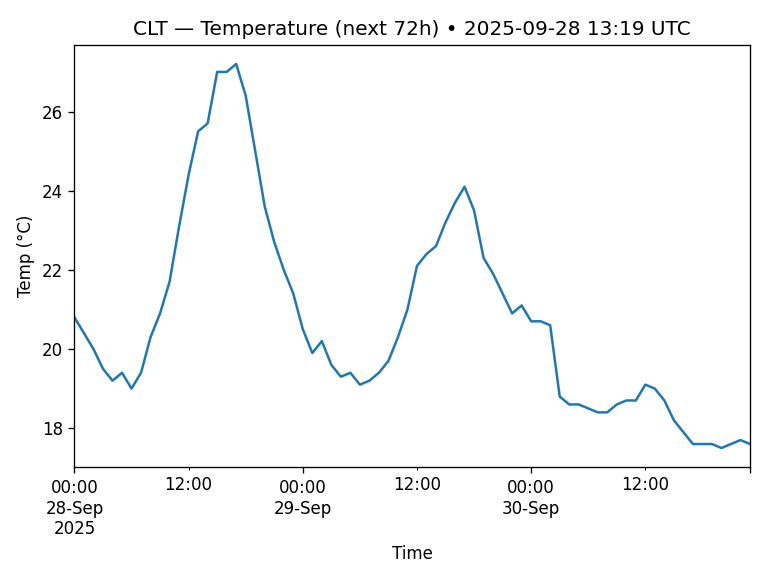 CLT — Temperature (next 72h) • 2025-09-28 13:19 UTC
26
24
22
20
18
Temp (°C)
00:00 12:00 00:00 12:00 00:00 12:00
28-Sep 29-Sep 30-Sep
2025
Time